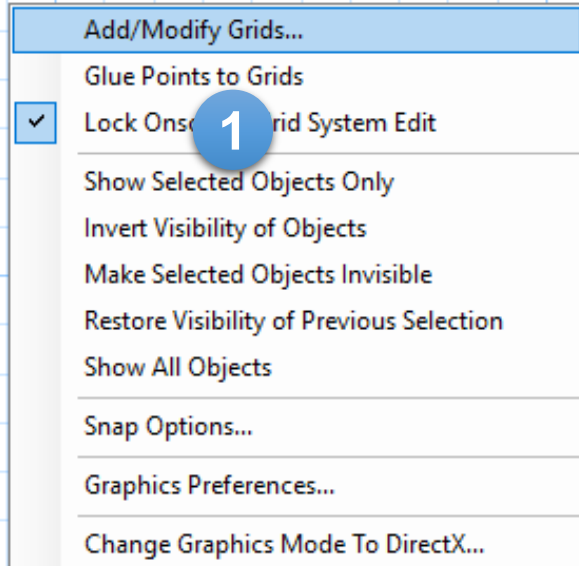 Add/Modify Grids...
Glue Points to Grids
Lock Onsc
1
rid System Edit
Show Selected Objects Only
Invert Visibility of Objects
Make Selected Objects Invisible
Restore Visibility of Previous Selection
Show All Objects
Snap Options...
Graphics Preferences...
Change Graphics Mode To DirectX...